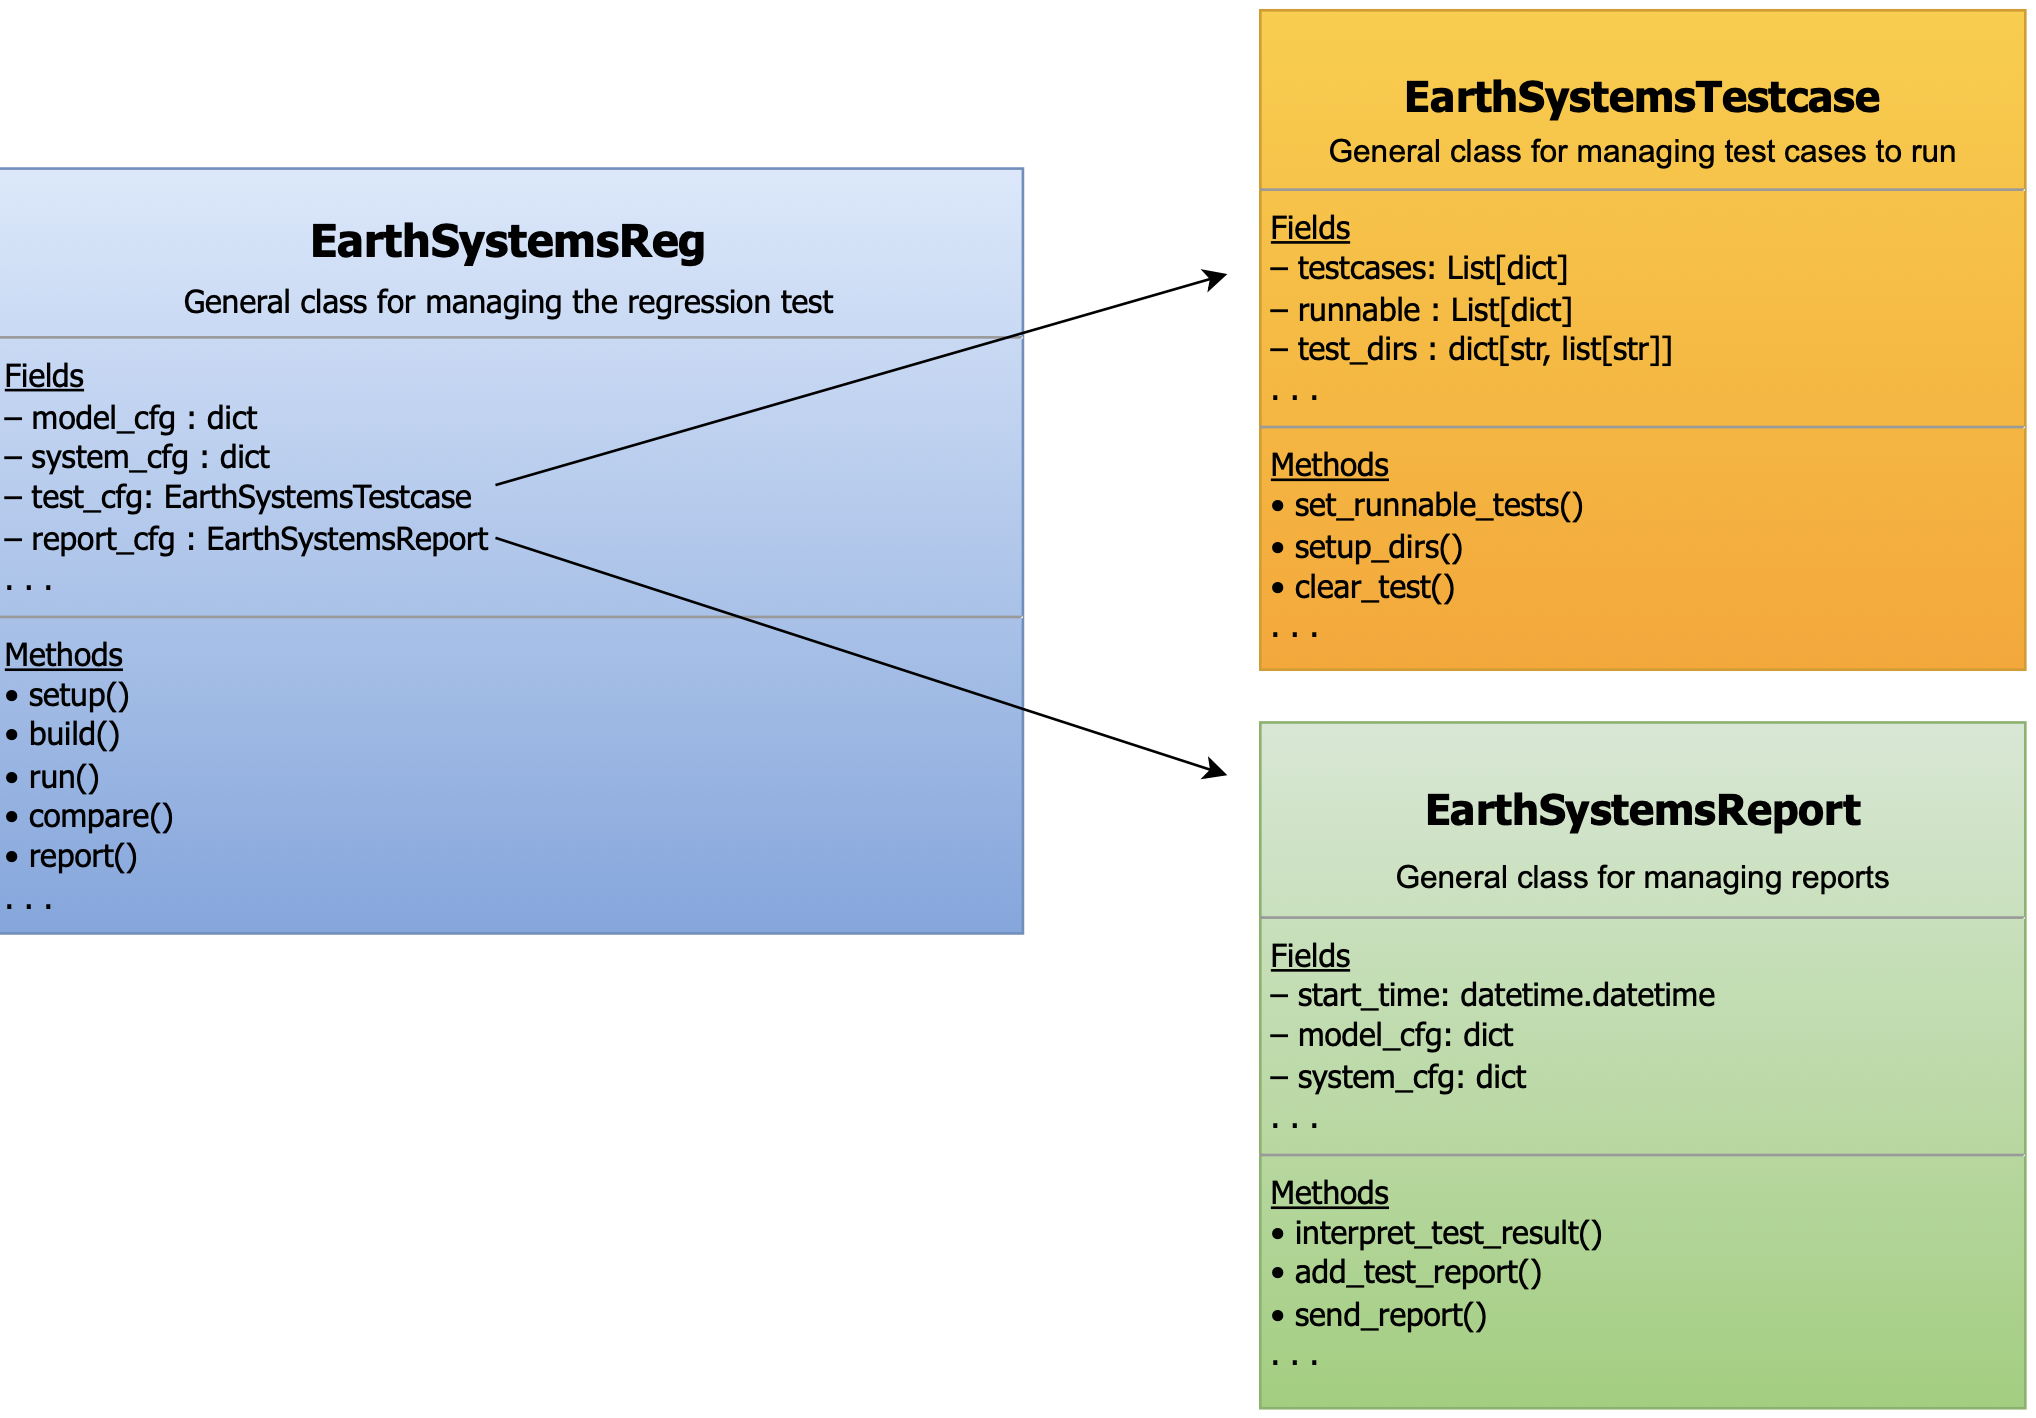 EarthSystemsReg
General class for managing the regression test
Fields
– model_cfg : dict
– system_cfg : dict
– test_cfg: EarthSystemsTestcase
– report_cfg : EarthSystemsReport
. . .
Methods
• setup()
• build()
• run()
• compare()
• report()
. . .
EarthSystemsTestcase
General class for managing test cases to run
Fields
– testcases: List[dict]
– runnable : List[dict]
– test_dirs : dict[str, list[str]]
. . .
Methods
• set_runnable_tests()
• setup_dirs()
• clear_test()
. . .
EarthSystemsReport
General class for managing reports
Fields
– start_time: datetime.datetime
– model_cfg: dict
– system_cfg: dict
. . .
Methods
• interpret_test_result()
• add_test_report()
• send_report()
. . .